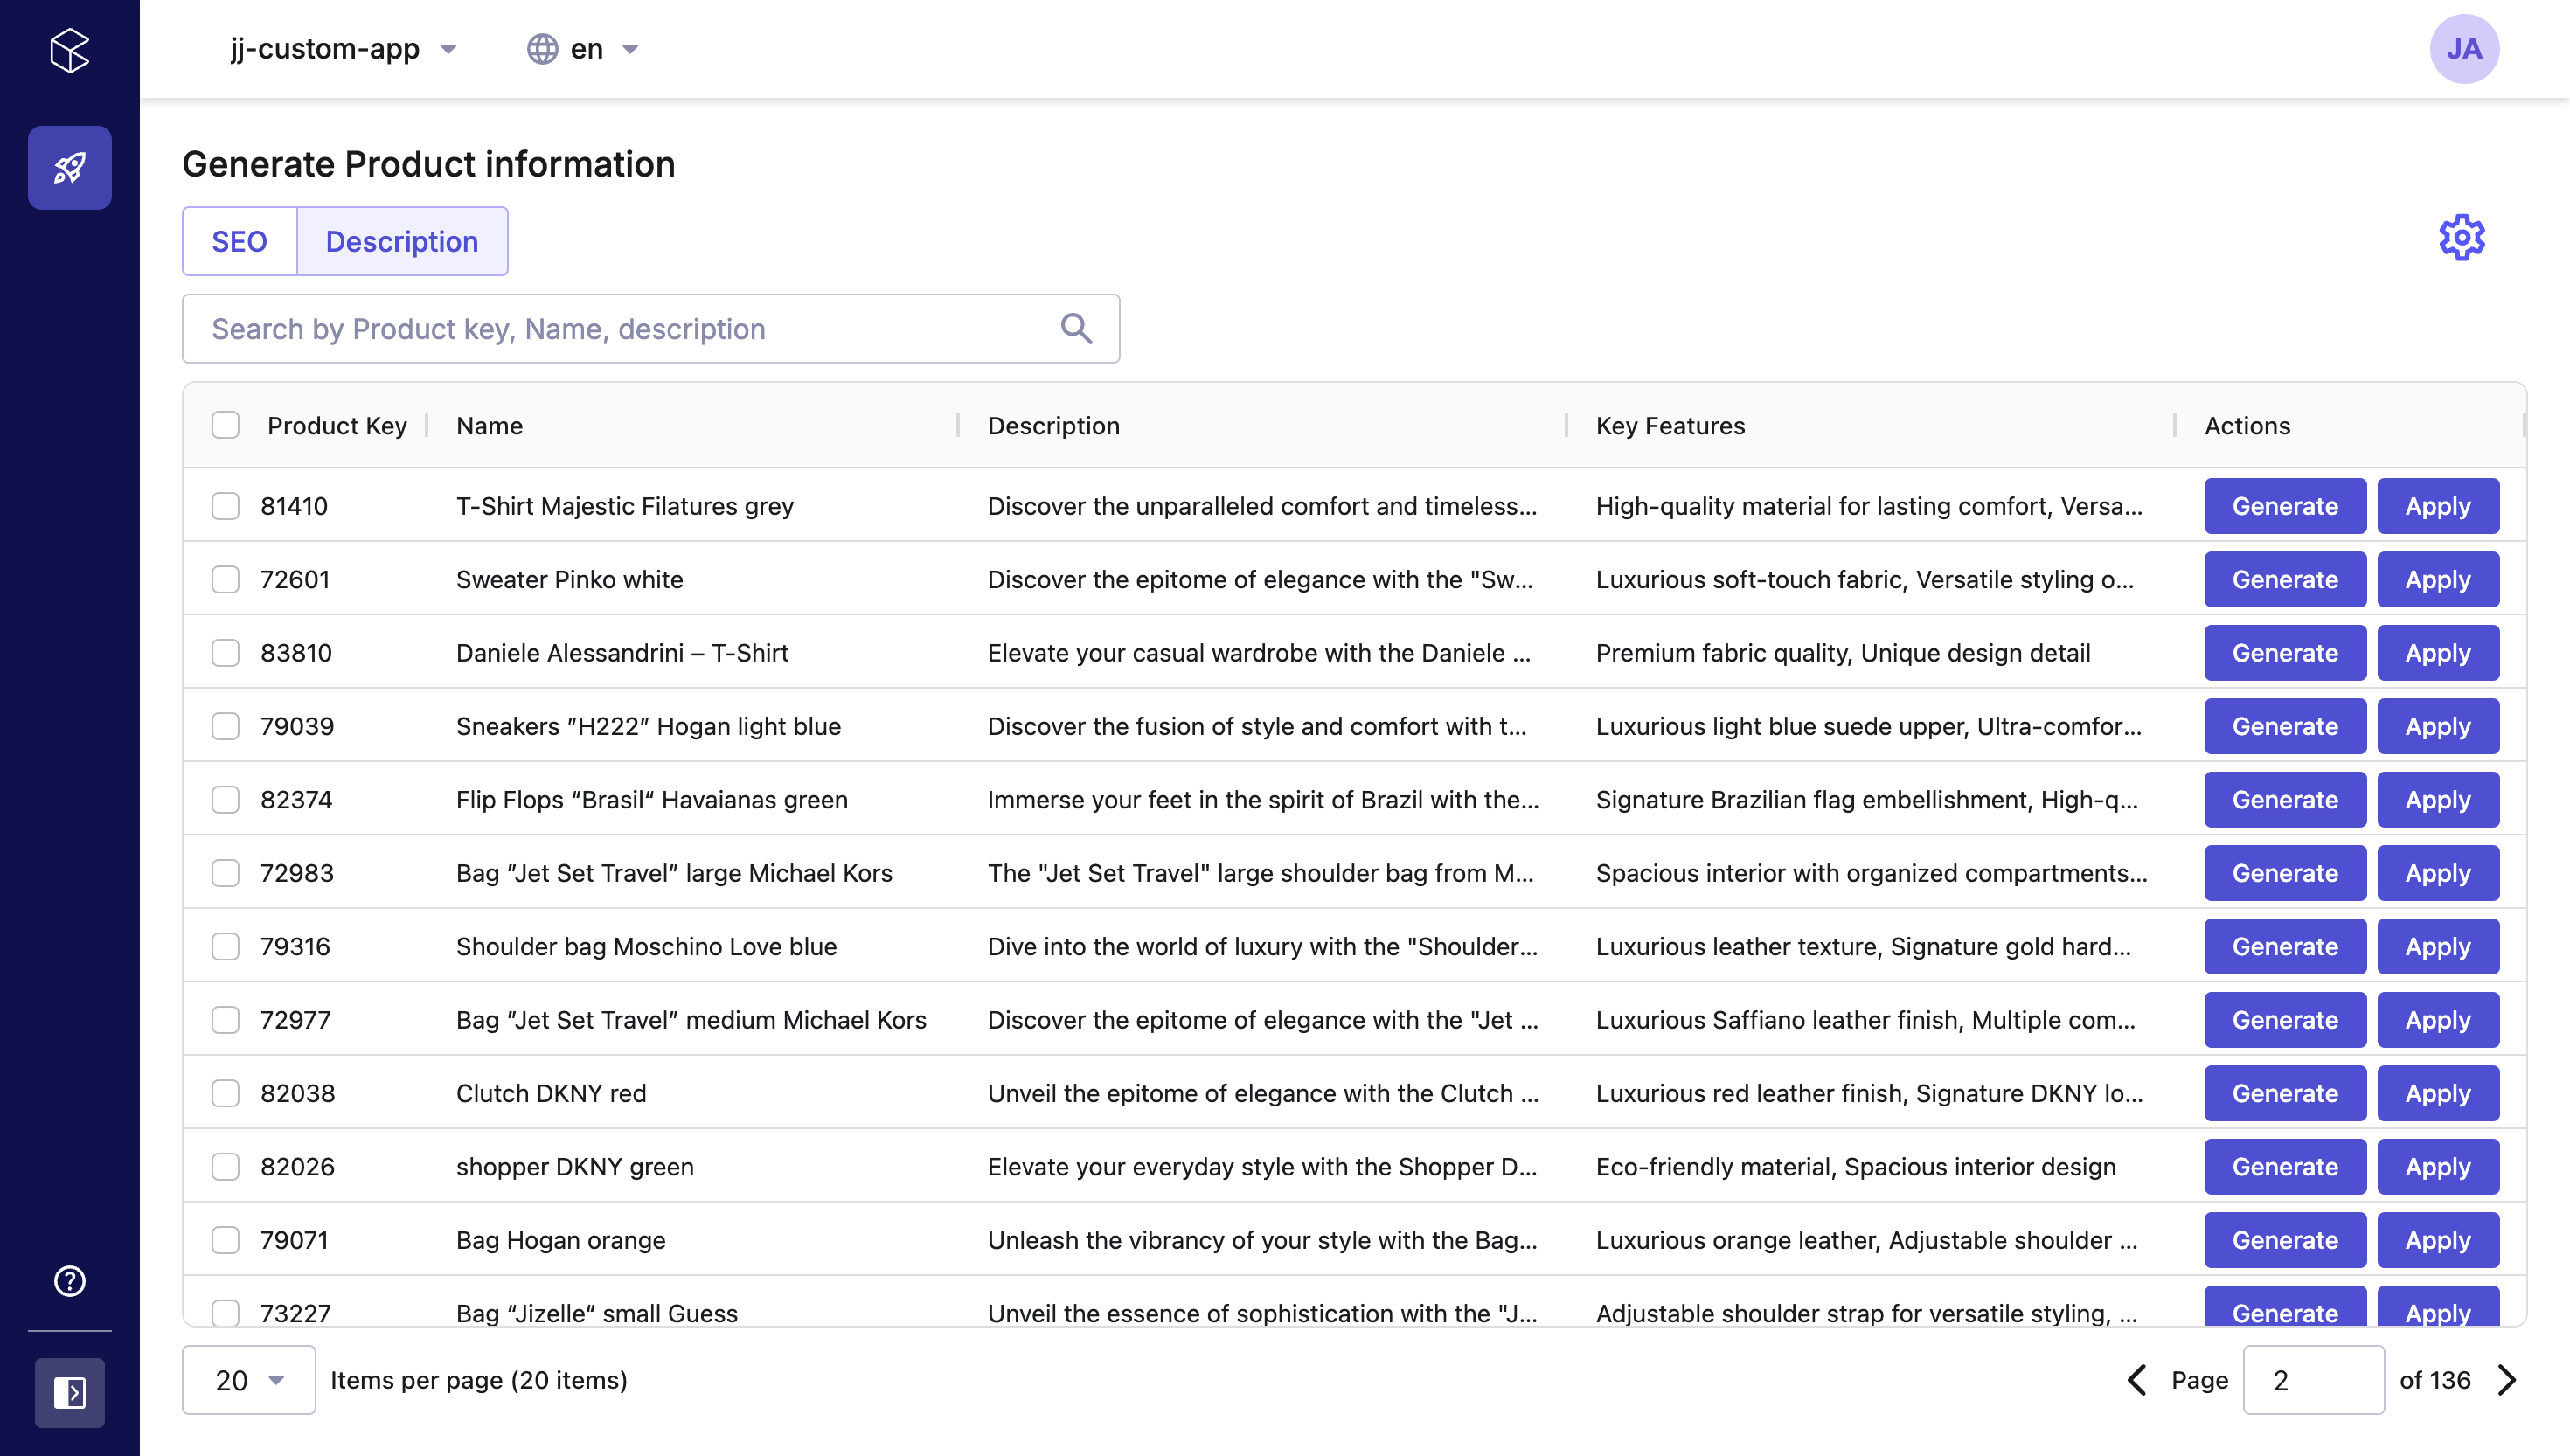 jj-custom-app en JA
Generate Product information
SEO Description
Search by Product key, Name, description
Product Key Name Description Key Features Actions
81410 T-Shirt Majestic Filatures grey Discover the unparalleled comfort and timeless... High-quality material for lasting comfort, Versa... Generate Apply
72601 Sweater Pinko white Discover the epitome of elegance with the "Sw... Luxurious soft-touch fabric, Versatile styling o... Generate Apply
83810 Daniele Alessandrini – T-Shirt Elevate your casual wardrobe with the Daniele ... Premium fabric quality, Unique design detail Generate Apply
79039 Sneakers ”H222” Hogan light blue Discover the fusion of style and comfort with t... Luxurious light blue suede upper, Ultra-comfor... Generate Apply
82374 Flip Flops “Brasil“ Havaianas green Immerse your feet in the spirit of Brazil with the... Signature Brazilian flag embellishment, High-q... Generate Apply
72983 Bag ”Jet Set Travel” large Michael Kors The "Jet Set Travel" large shoulder bag from M... Spacious interior with organized compartments... Generate Apply
79316 Shoulder bag Moschino Love blue Dive into the world of luxury with the "Shoulder... Luxurious leather texture, Signature gold hard... Generate Apply
72977 Bag ”Jet Set Travel” medium Michael Kors Discover the epitome of elegance with the "Jet ... Luxurious Saffiano leather finish, Multiple com... Generate Apply
82038 Clutch DKNY red Unveil the epitome of elegance with the Clutch ... Luxurious red leather finish, Signature DKNY lo... Generate Apply
82026 shopper DKNY green Elevate your everyday style with the Shopper D... Eco-friendly material, Spacious interior design Generate Apply
79071 Bag Hogan orange Unleash the vibrancy of your style with the Bag... Luxurious orange leather, Adjustable shoulder ... Generate Apply
73227 Bag “Jizelle“ small Guess Unveil the essence of sophistication with the "J... Adjustable shoulder strap for versatile styling, ... Generate Apply
20 Items per page (20 items) Page 2 of 136